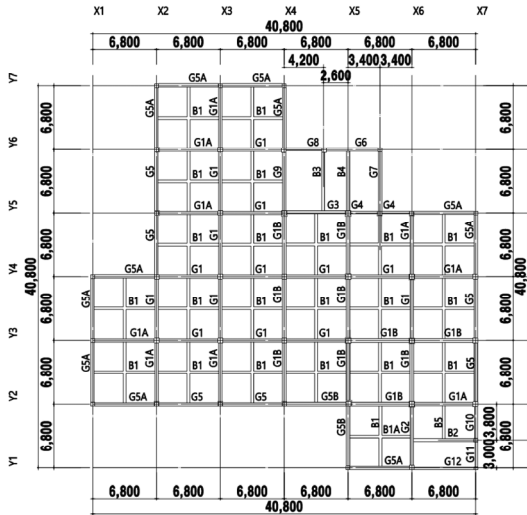 X1 X2 X3 X4 X5 X6 X7
40,800
6,800 6,800 6,800 6,800 6,800 6,800
4,200 3,400 3,400
2,600
Y7 G5A G5A
6,800 G5A B1 G1A B1 G5A 6,800
Y6 G1A G1 G8 G6
6,800 G5 B1 G1 B1 G9 B3 B4 G7 6,800
Y5 G1A G1 G3 G4 G4 G5A
6,800 G5 B1 G1 B1 G1B B1 G1B B1 G1A B1 G5A 6,800
Y4 G5A G1 G1 G1 G1 G1A
40,800 40,800
6,800 G5A B1 G1 B1 G1 B1 G1B B1 G1B B1 G1 B1 G5 6,800
Y3 G1A G1 G1 G1 G1B G1B
6,800 G5A B1 G1A B1 G1A B1 G1B B1 G1B B1 G1B B1 G5 6,800
Y2 G5A G5 G5 G5B G1B G1A
6,800 G5B B1 B1A G2 B5 B2 G10 3,800 6,800
G11 3,000
Y1 G5A G12
6,800 6,800 6,800 6,800 6,800 6,800
40,800